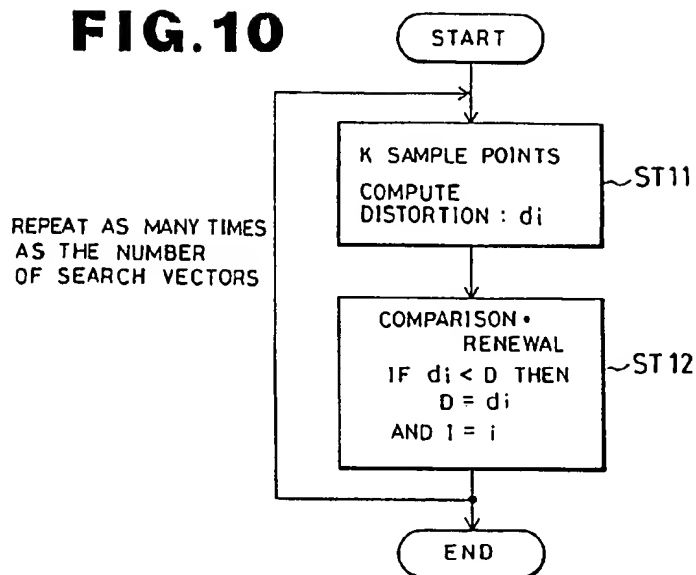 FIG.10
START
K SAMPLE POINTS
COMPUTE
DISTORTION : di
ST11
REPEAT AS MANY TIMES
AS THE NUMBER
OF SEARCH VECTORS
COMPARISON •
RENEWAL
IF di < D THEN
D = di
AND I = i
ST12
END